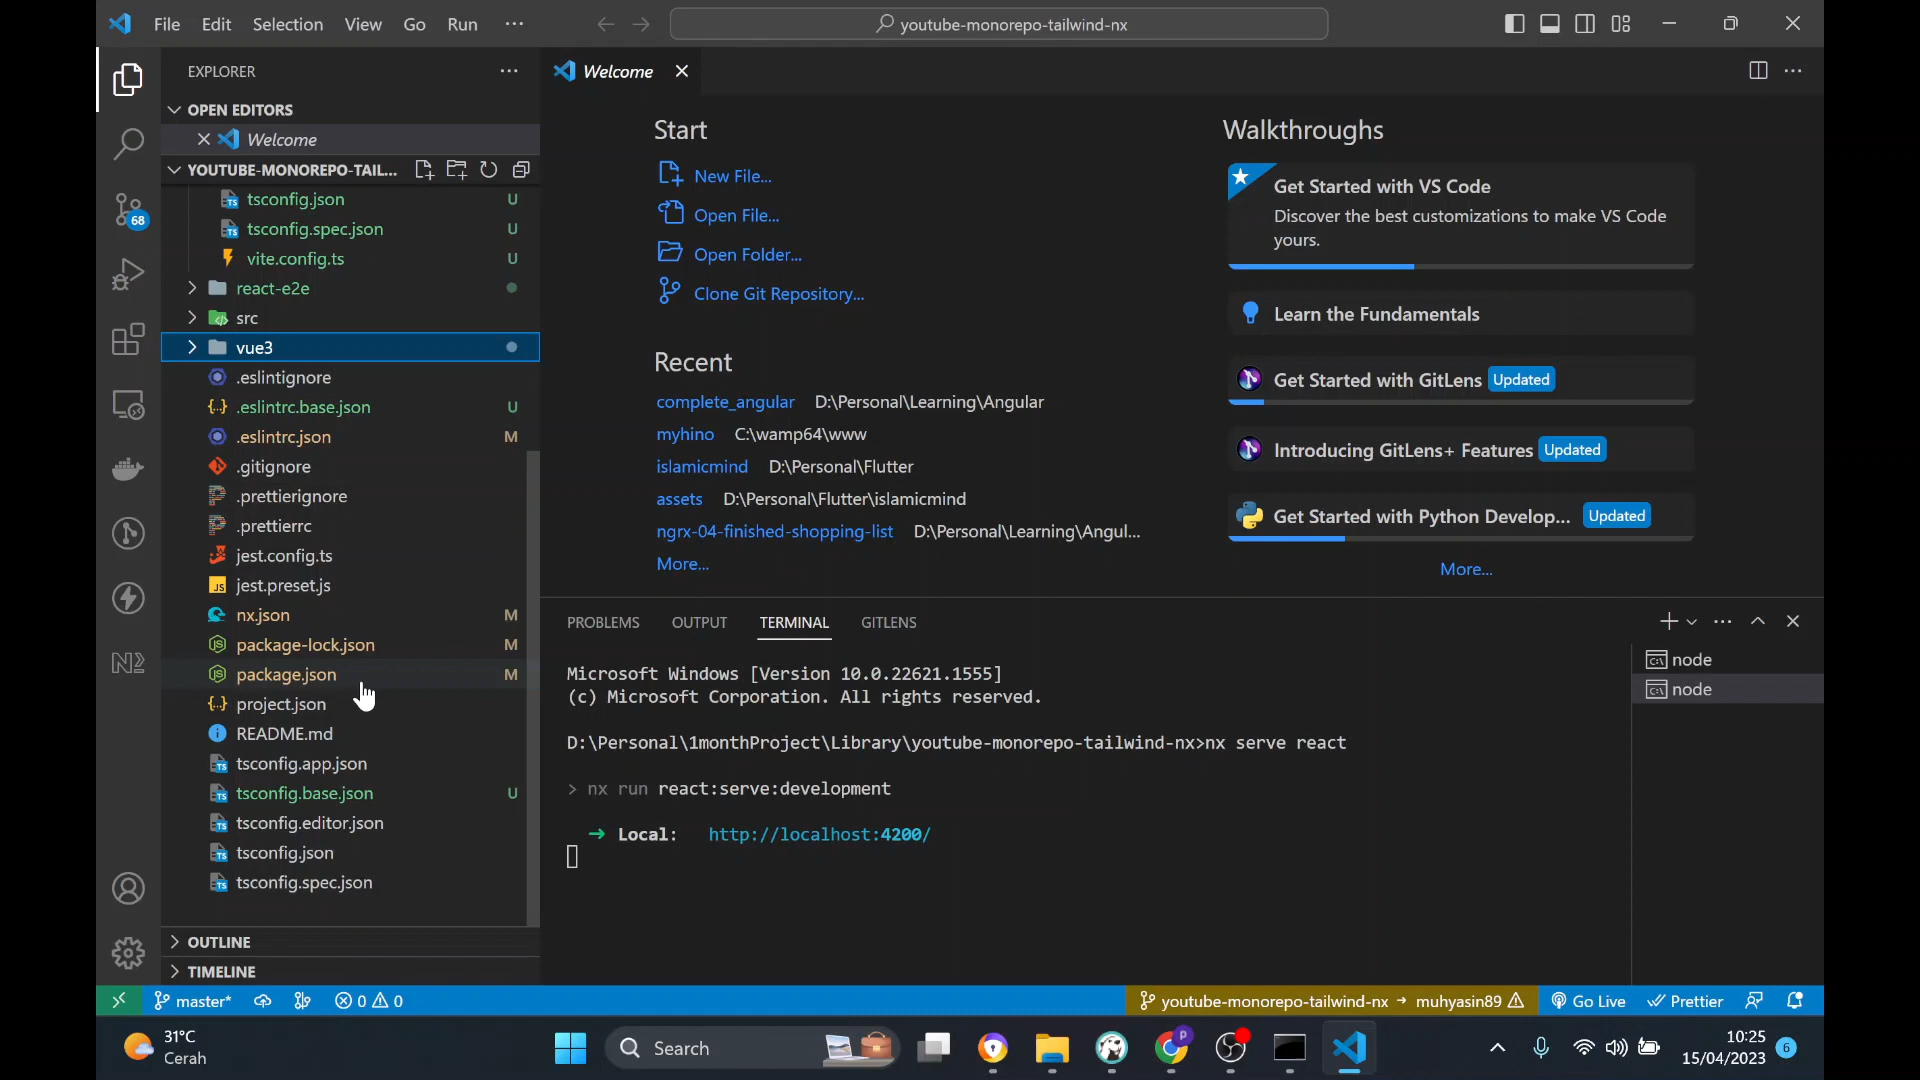 File Edit Selection View Go Run ···
youtube-monorepo-tailwind-nx
EXPLORER
OPEN EDITORS
Welcome
YOUTUBE-MONOREPO-TAIL...
tsconfig.json U
tsconfig.spec.json U
vite.config.ts U
react-e2e
src
vue3
.eslintignore
.eslintrc.base.json U
.eslintrc.json M
.gitignore
.prettierignore
.prettierrc
jest.config.ts
jest.preset.js
nx.json M
package-lock.json M
package.json M
project.json
README.md
tsconfig.app.json
tsconfig.base.json U
tsconfig.editor.json
tsconfig.json
tsconfig.spec.json
OUTLINE
TIMELINE
68
Welcome
Start
New File...
Open File...
Open Folder...
Clone Git Repository...
Recent
complete_angular D:\Personal\Learning\Angular
myhino C:\wamp64\www
islamicmind D:\Personal\Flutter
assets D:\Personal\Flutter\islamicmind
ngrx-04-finished-shopping-list D:\Personal\Learning\Angul...
More...
Walkthroughs
Get Started with VS Code
Discover the best customizations to make VS Code
yours.
Learn the Fundamentals
Get Started with GitLens Updated
Introducing GitLens+ Features Updated
Get Started with Python Develop... Updated
More...
PROBLEMS OUTPUT TERMINAL GITLENS
Microsoft Windows [Version 10.0.22621.1555]
(c) Microsoft Corporation. All rights reserved.
D:\Personal\1monthProject\Library\youtube-monorepo-tailwind-nx>nx serve react
> nx run react:serve:development
➜ Local: http://localhost:4200/
node
node
master* 0 0 youtube-monorepo-tailwind-nx → muhyasin89 Go Live Prettier
31°C
Cerah
Search
10:25
15/04/2023
6